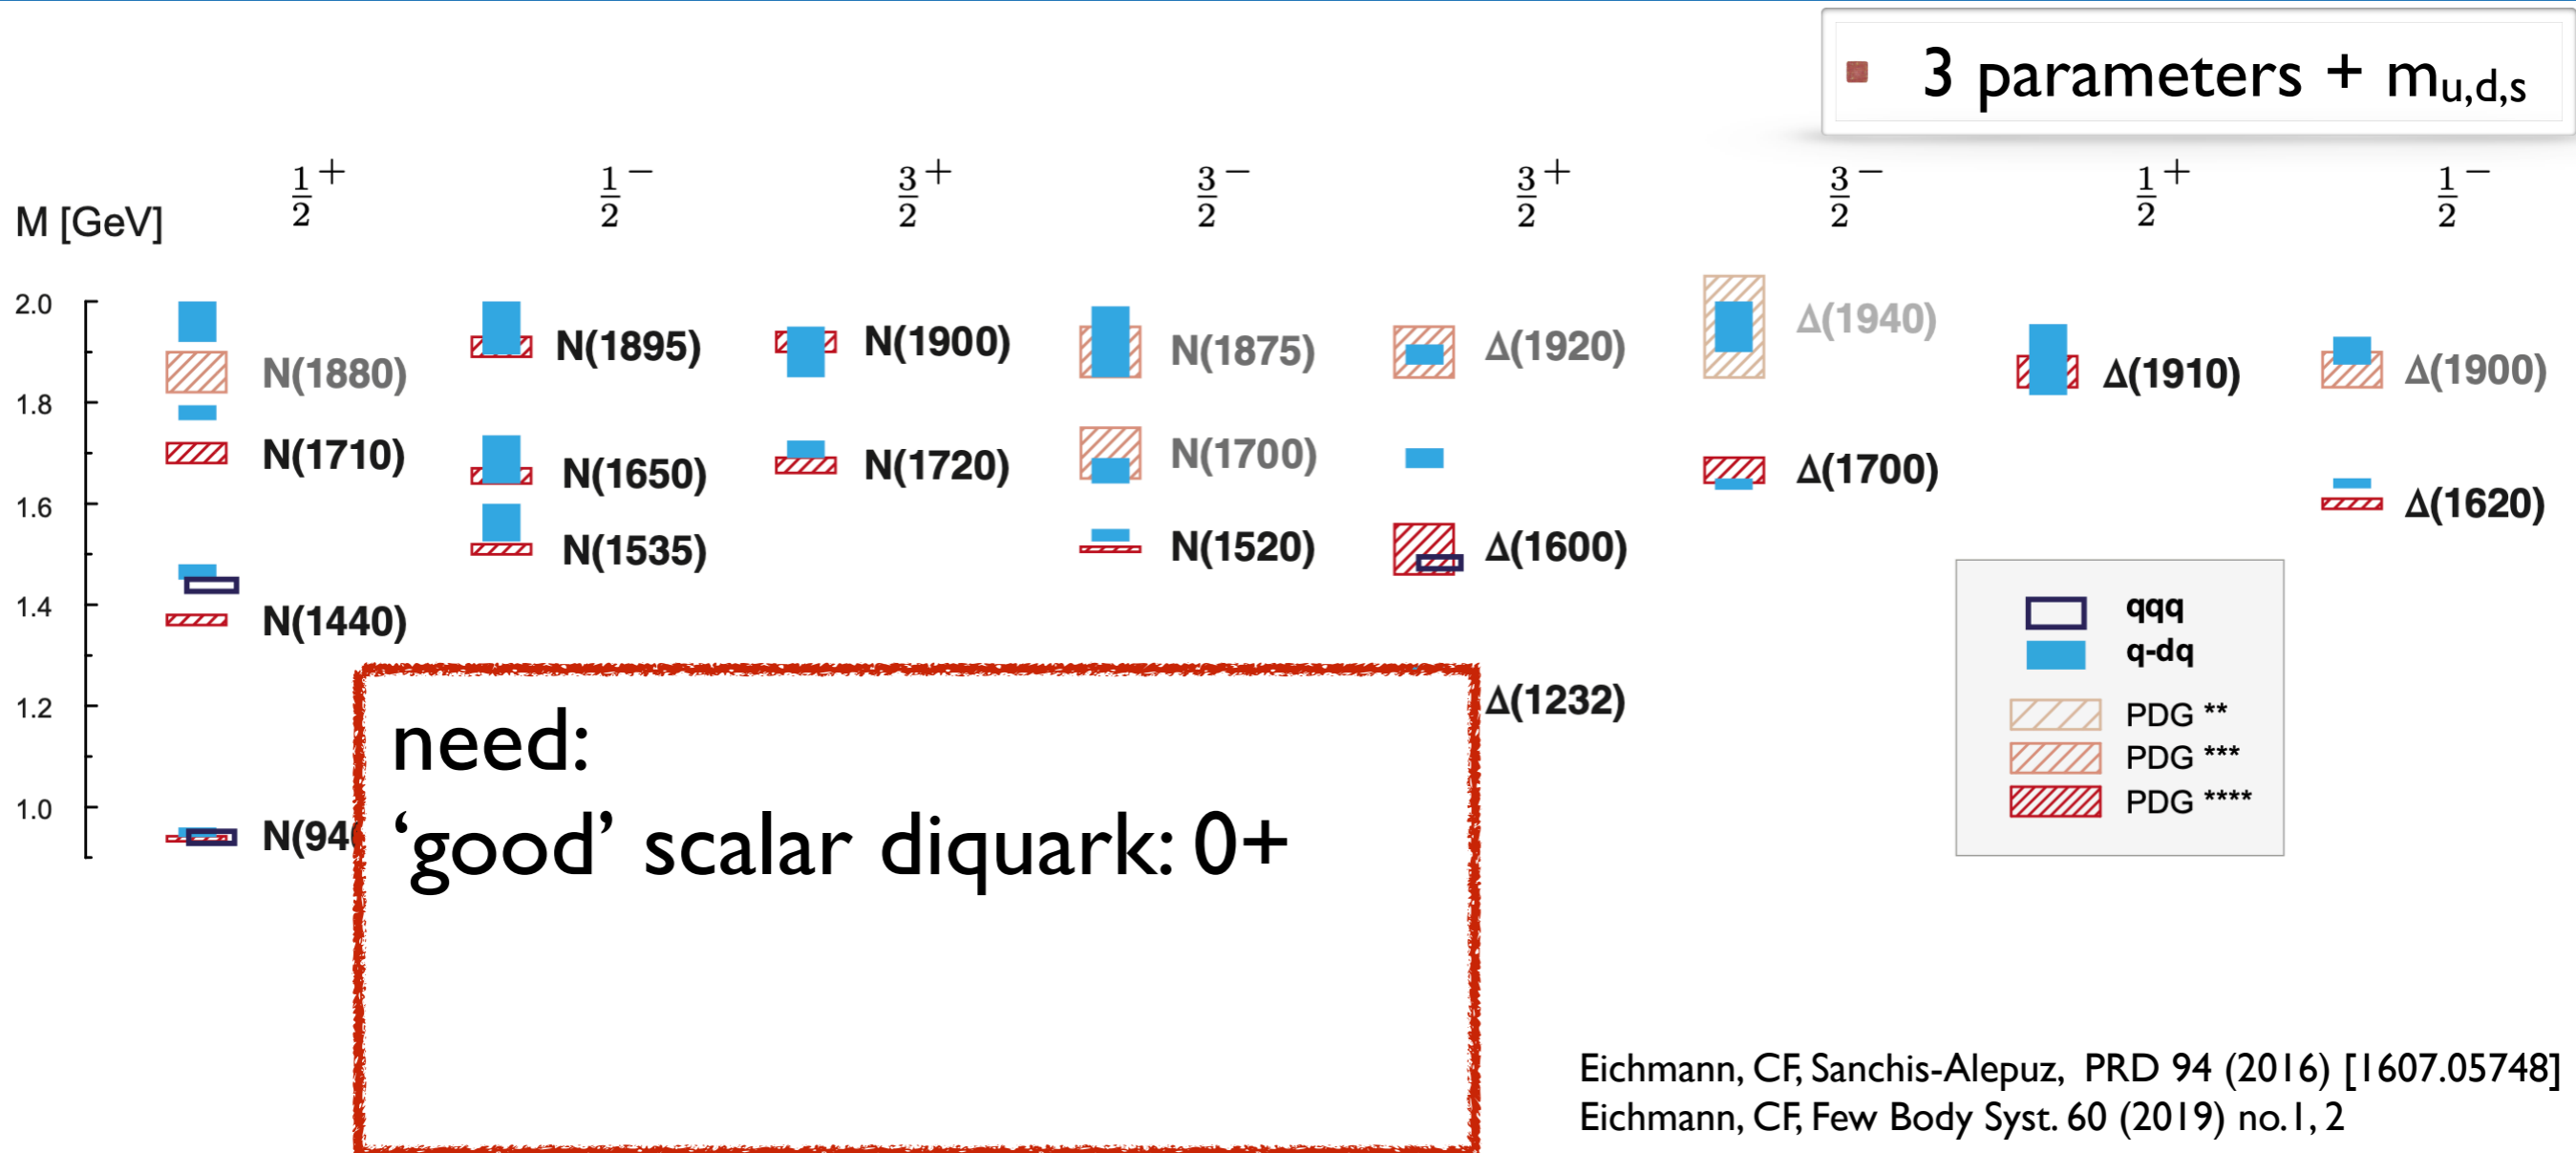 3 parameters + mu,d,s
1/2+ 1/2− 3/2+ 3/2− 3/2+ 3/2− 1/2+ 1/2−
M [GeV]
2.0
1.8
1.6
1.4
1.2
1.0
N(1880)
N(1710)
N(1440)
N(94
N(1895)
N(1650)
N(1535)
N(1900)
N(1720)
N(1875)
N(1700)
N(1520)
Δ(1920)
Δ(1600)
Δ(1232)
Δ(1940)
Δ(1700)
Δ(1910)
Δ(1900)
Δ(1620)
qqq
q-dq
PDG **
PDG ***
PDG ****
need:
‘good’ scalar diquark: 0+
Eichmann, CF, Sanchis-Alepuz, PRD 94 (2016) [1607.05748]
Eichmann, CF, Few Body Syst. 60 (2019) no.1, 2